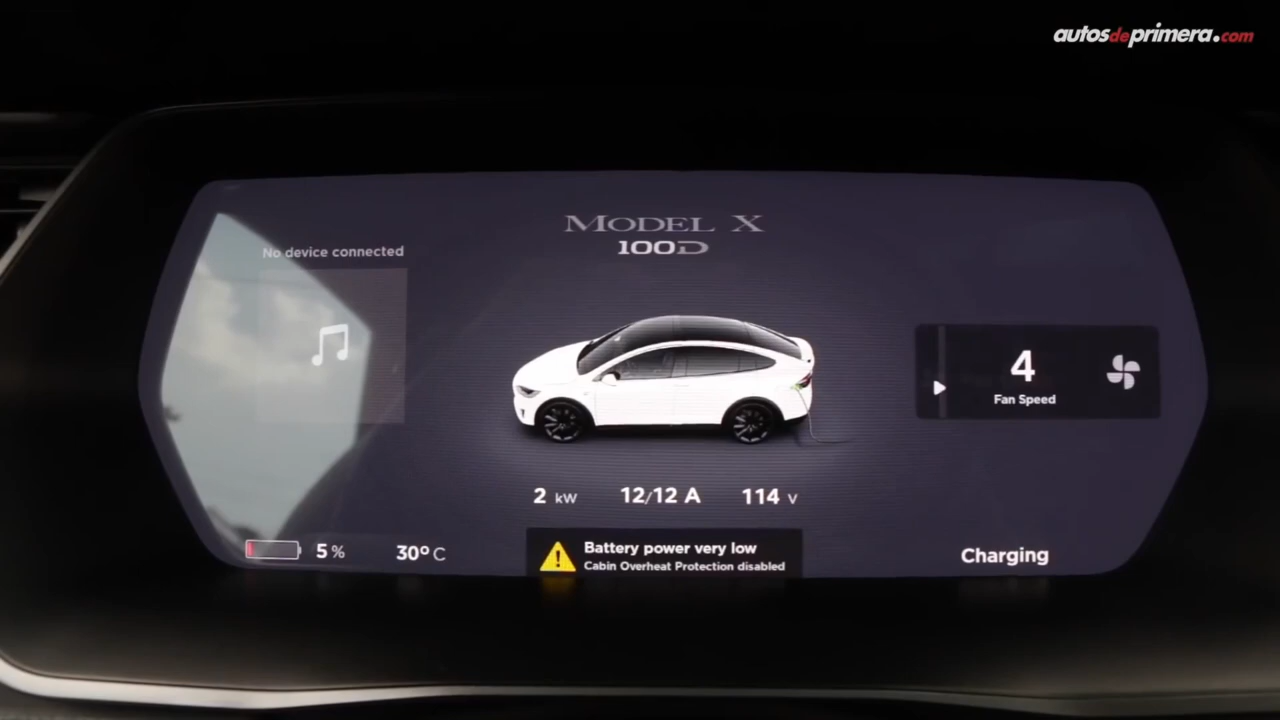 autosdeprimera.com
MODEL X
100D
No device connected
4
Fan Speed
2 kW 12/12 A 114 V
5 % 30° C
Battery power very low
Cabin Overheat Protection disabled
Charging